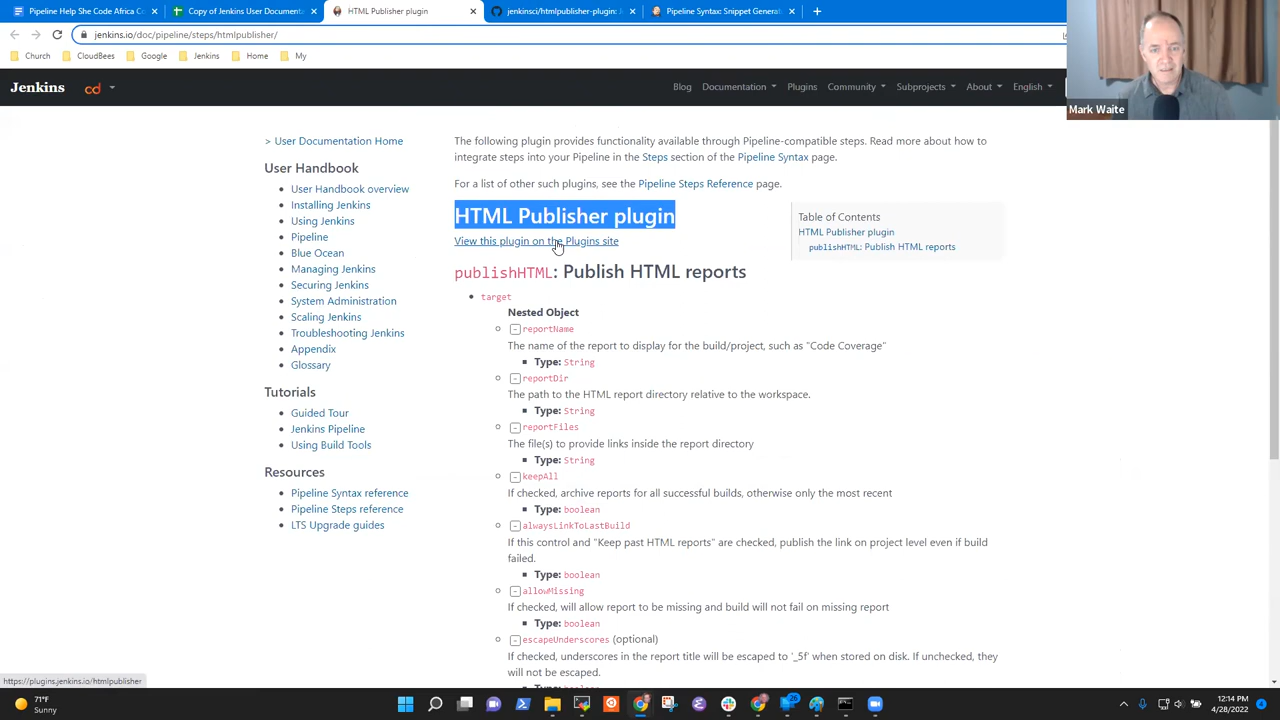 Pipeline Help She Code Africa C
Copy of Jenkins User Documenta
HTML Publisher plugin
jenkinsci/htmlpublisher-plugin: J
Pipeline Syntax: Snippet Generat
jenkins.io/doc/pipeline/steps/htmlpublisher/
Church
CloudBees
Google
Jenkins
Home
My
Mark Waite
Jenkins
cd
Blog
Documentation
Plugins
Community
Subprojects
About
English
> User Documentation Home
User Handbook
User Handbook overview
Installing Jenkins
Using Jenkins
Pipeline
Blue Ocean
Managing Jenkins
Securing Jenkins
System Administration
Scaling Jenkins
Troubleshooting Jenkins
Appendix
Glossary
Tutorials
Guided Tour
Jenkins Pipeline
Using Build Tools
Resources
Pipeline Syntax reference
Pipeline Steps reference
LTS Upgrade guides
The following plugin provides functionality available through Pipeline-compatible steps. Read more about how to
integrate steps into your Pipeline in the Steps section of the Pipeline Syntax page.
For a list of other such plugins, see the Pipeline Steps Reference page.
HTML Publisher plugin
View this plugin on the Plugins site
publishHTML: Publish HTML reports
target
Nested Object
reportName
The name of the report to display for the build/project, such as "Code Coverage"
Type: String
reportDir
The path to the HTML report directory relative to the workspace.
Type: String
reportFiles
The file(s) to provide links inside the report directory
Type: String
keepAll
If checked, archive reports for all successful builds, otherwise only the most recent
Type: boolean
alwaysLinkToLastBuild
If this control and "Keep past HTML reports" are checked, publish the link on project level even if build
failed.
Type: boolean
allowMissing
If checked, will allow report to be missing and build will not fail on missing report
Type: boolean
escapeUnderscores (optional)
If checked, underscores in the report title will be escaped to '_5f' when stored on disk. If unchecked, they
will not be escaped.
Type: boolean
Table of Contents
HTML Publisher plugin
publishHTML: Publish HTML reports
https://plugins.jenkins.io/htmlpublisher
71°F
Sunny
26
12:14 PM
4/28/2022